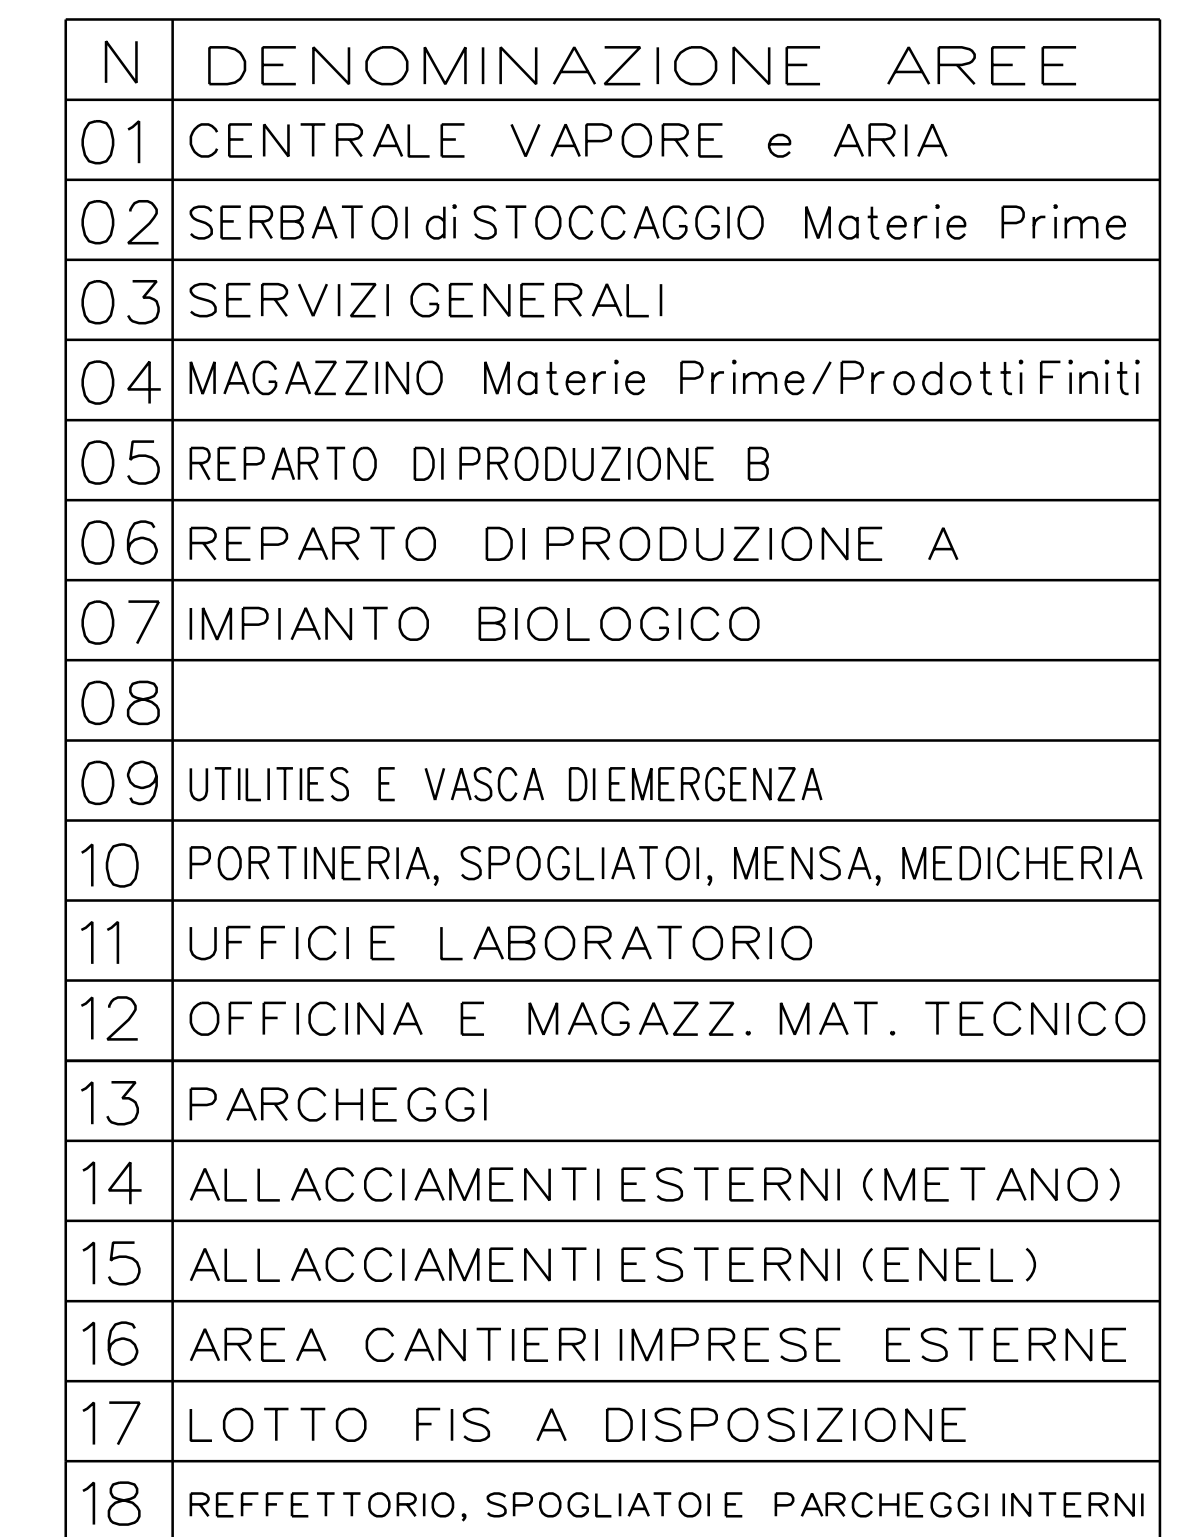 N DENOMINAZIONE AREE
01 CENTRALE VAPORE e ARIA
02 SERBATOI di STOCCAGGIO Materie Prime
03 SERVIZI GENERALI
04 MAGAZZINO Materie Prime/Prodotti Finiti
05 REPARTO DI PRODUZIONE B
06 REPARTO DI PRODUZIONE A
07 IMPIANTO BIOLOGICO
08
09 UTILITIES E VASCA DI EMERGENZA
10 PORTINERIA, SPOGLIATOI, MENSA, MEDICHERIA
11 UFFICI E LABORATORIO
12 OFFICINA E MAGAZZ. MAT. TECNICO
13 PARCHEGGI
14 ALLACCIAMENTI ESTERNI (METANO)
15 ALLACCIAMENTI ESTERNI (ENEL)
16 AREA CANTIERI IMPRESE ESTERNE
17 LOTTO FIS A DISPOSIZIONE
18 REFFETTORIO, SPOGLIATOI E PARCHEGGI INTERNI